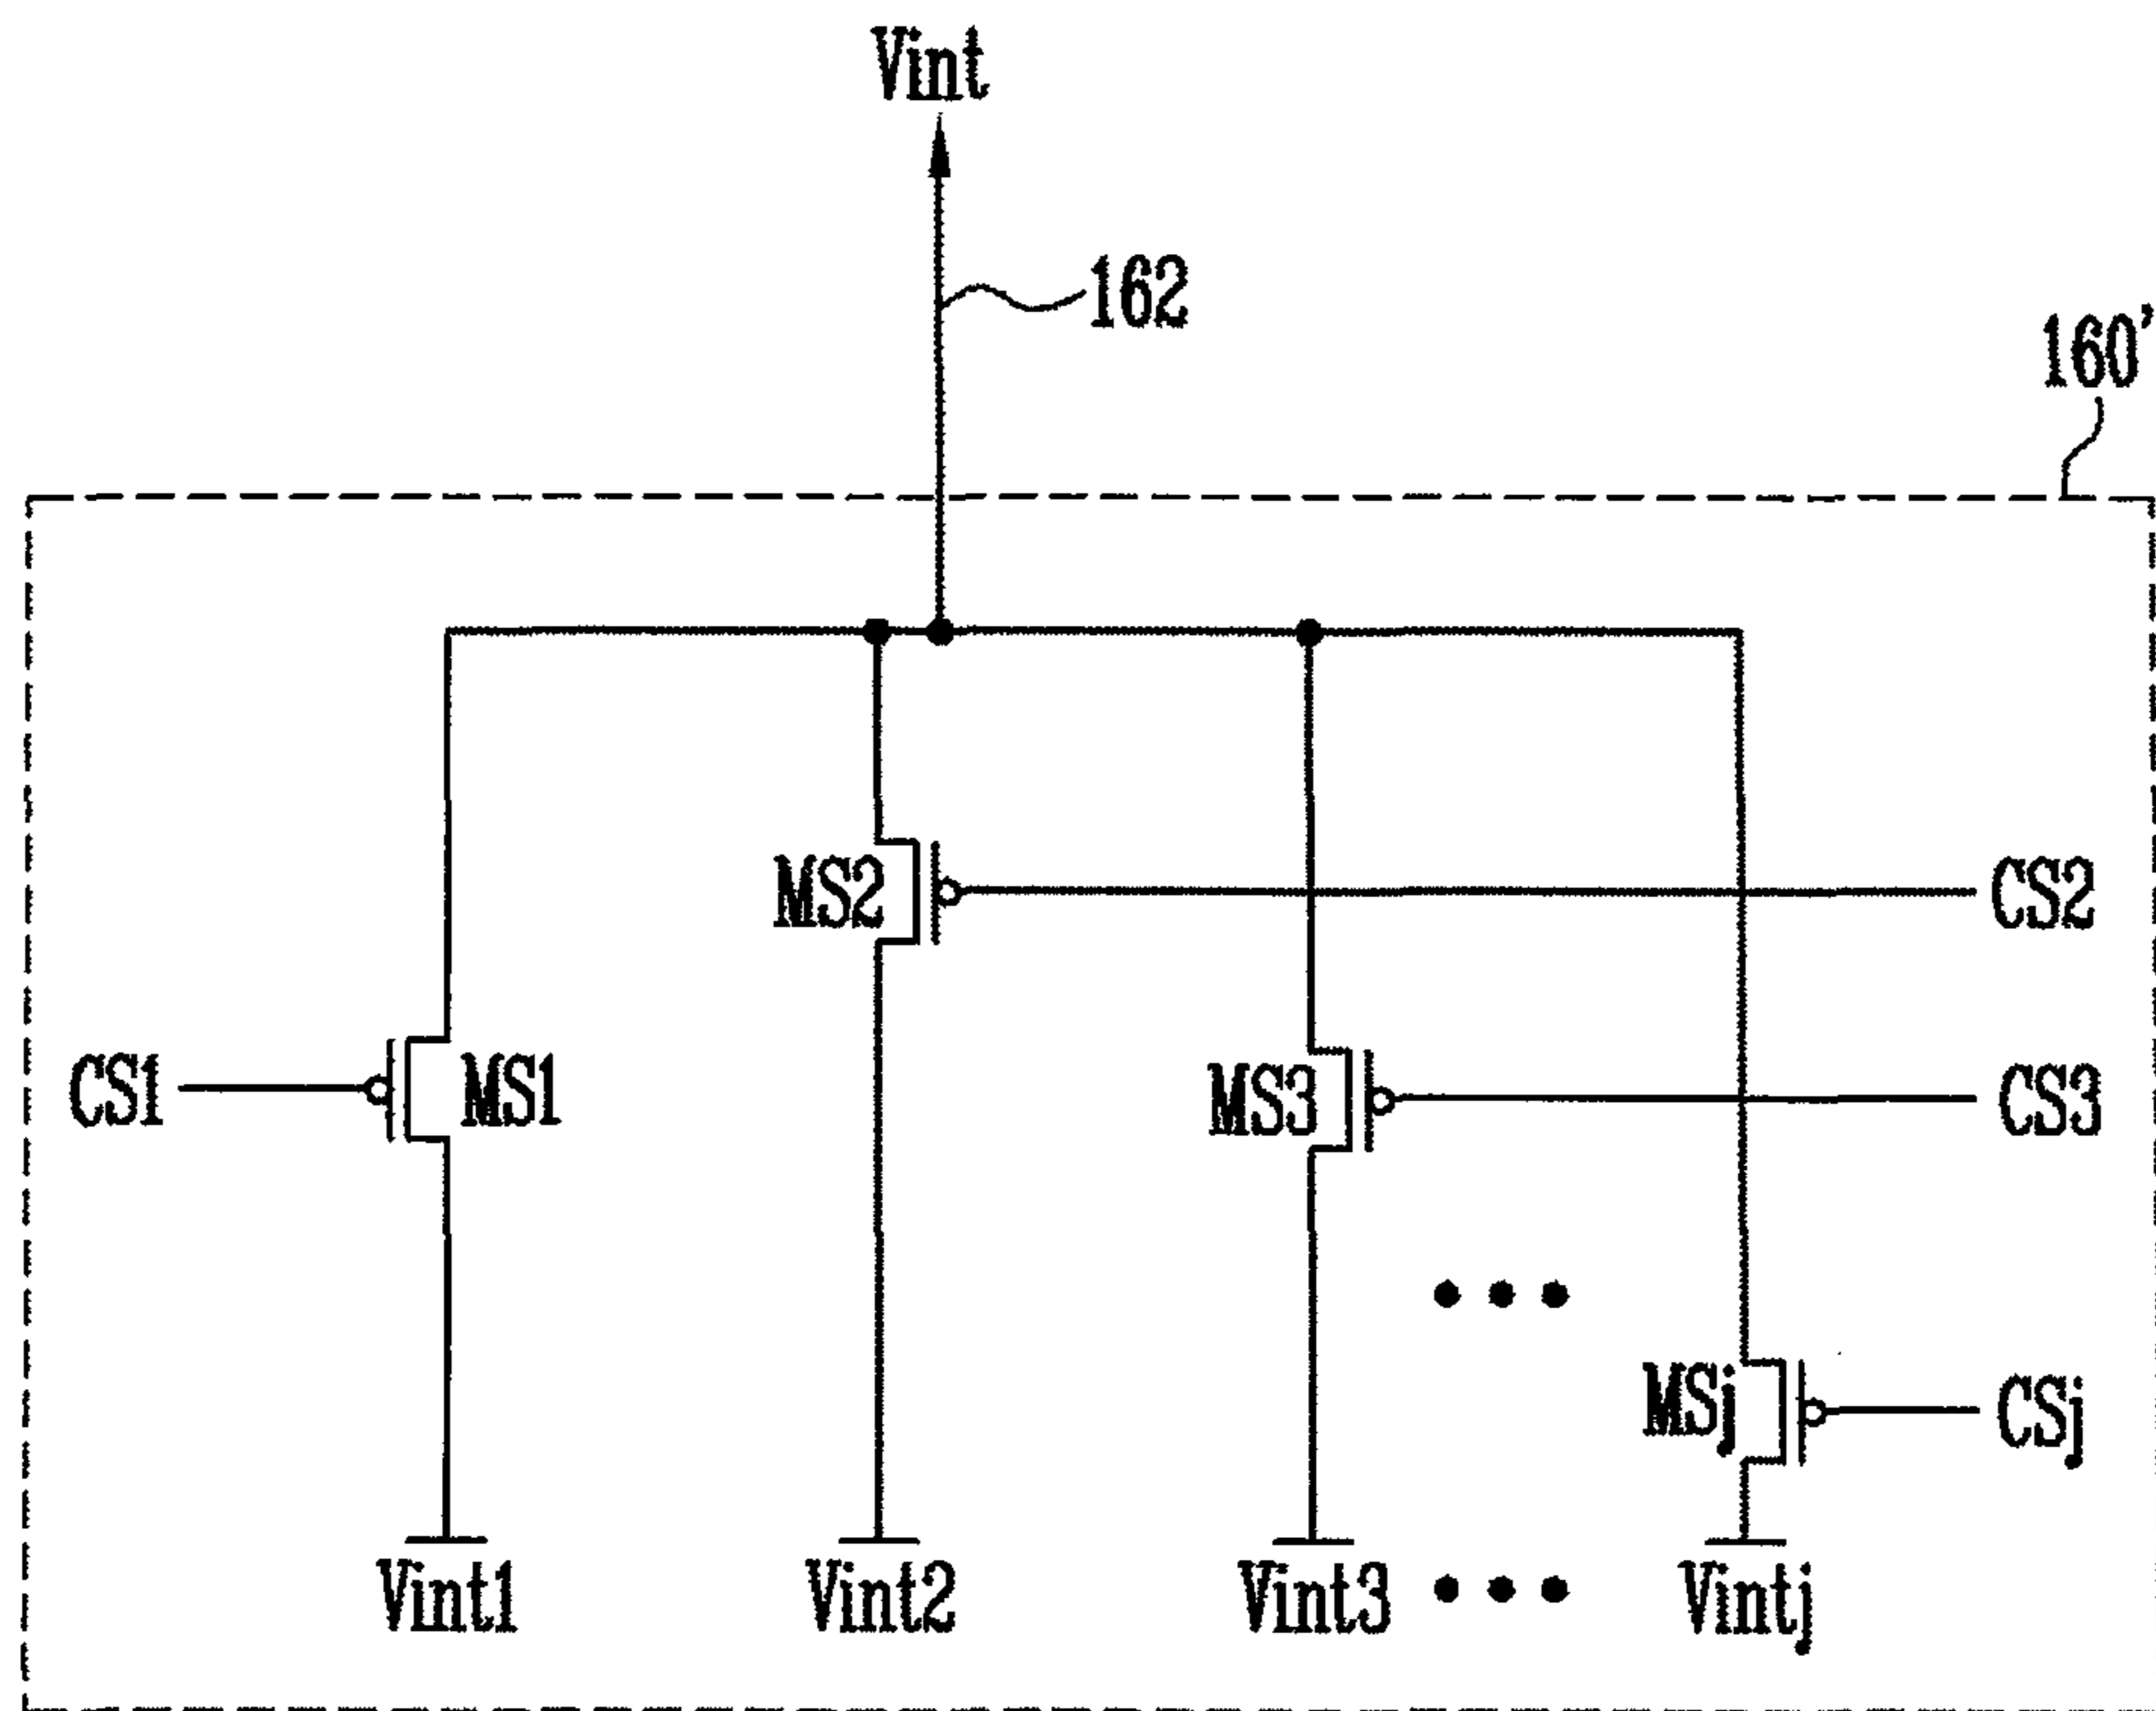 Vint
162
160'
MS2
CS2
CS1
MS1
MS3
CS3
MSj
CSj
Vint1
Vint2
Vint3
Vintj